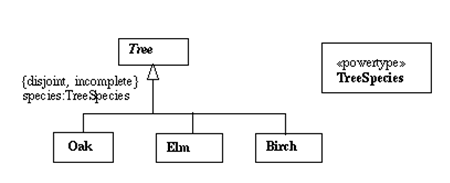 Tree
{disjoint, incomplete}
species:TreeSpecies
«powertype»
TreeSpecies
Oak
Elm
Birch